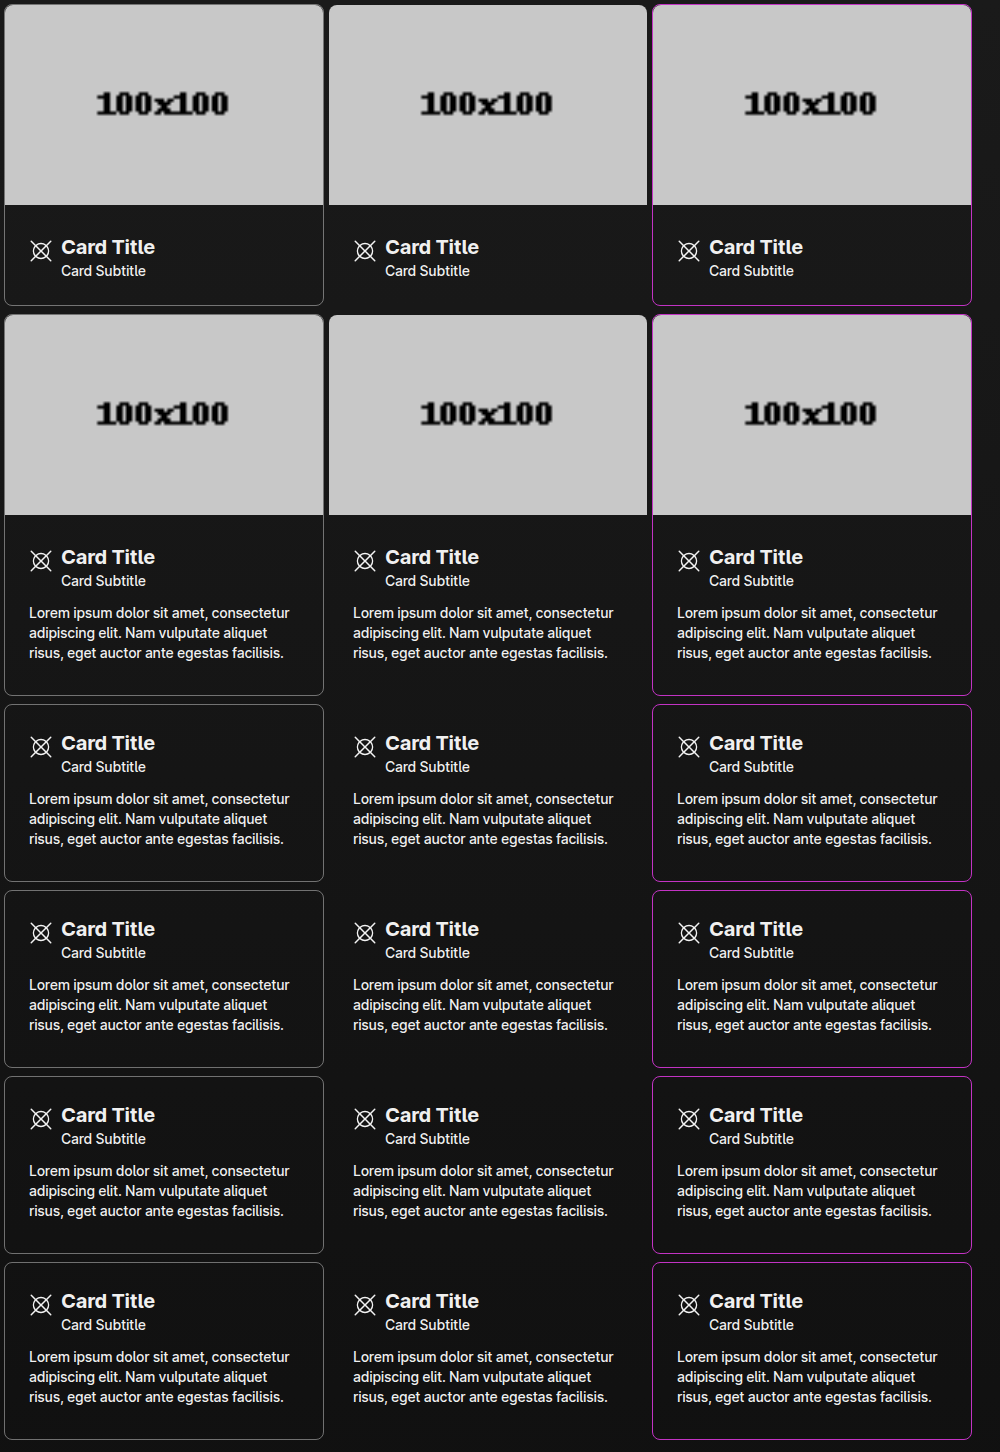 100x100
100x100
100x100
Card Title
Card Subtitle
Card Title
Card Subtitle
Card Title
Card Subtitle
100x100
100x100
100x100
Card Title
Card Subtitle
Lorem ipsum dolor sit amet, consectetur
adipiscing elit. Nam vulputate aliquet
risus, eget auctor ante egestas facilisis.
Card Title
Card Subtitle
Lorem ipsum dolor sit amet, consectetur
adipiscing elit. Nam vulputate aliquet
risus, eget auctor ante egestas facilisis.
Card Title
Card Subtitle
Lorem ipsum dolor sit amet, consectetur
adipiscing elit. Nam vulputate aliquet
risus, eget auctor ante egestas facilisis.
Card Title
Card Subtitle
Lorem ipsum dolor sit amet, consectetur
adipiscing elit. Nam vulputate aliquet
risus, eget auctor ante egestas facilisis.
Card Title
Card Subtitle
Lorem ipsum dolor sit amet, consectetur
adipiscing elit. Nam vulputate aliquet
risus, eget auctor ante egestas facilisis.
Card Title
Card Subtitle
Lorem ipsum dolor sit amet, consectetur
adipiscing elit. Nam vulputate aliquet
risus, eget auctor ante egestas facilisis.
Card Title
Card Subtitle
Lorem ipsum dolor sit amet, consectetur
adipiscing elit. Nam vulputate aliquet
risus, eget auctor ante egestas facilisis.
Card Title
Card Subtitle
Lorem ipsum dolor sit amet, consectetur
adipiscing elit. Nam vulputate aliquet
risus, eget auctor ante egestas facilisis.
Card Title
Card Subtitle
Lorem ipsum dolor sit amet, consectetur
adipiscing elit. Nam vulputate aliquet
risus, eget auctor ante egestas facilisis.
Card Title
Card Subtitle
Lorem ipsum dolor sit amet, consectetur
adipiscing elit. Nam vulputate aliquet
risus, eget auctor ante egestas facilisis.
Card Title
Card Subtitle
Lorem ipsum dolor sit amet, consectetur
adipiscing elit. Nam vulputate aliquet
risus, eget auctor ante egestas facilisis.
Card Title
Card Subtitle
Lorem ipsum dolor sit amet, consectetur
adipiscing elit. Nam vulputate aliquet
risus, eget auctor ante egestas facilisis.
Card Title
Card Subtitle
Lorem ipsum dolor sit amet, consectetur
adipiscing elit. Nam vulputate aliquet
risus, eget auctor ante egestas facilisis.
Card Title
Card Subtitle
Lorem ipsum dolor sit amet, consectetur
adipiscing elit. Nam vulputate aliquet
risus, eget auctor ante egestas facilisis.
Card Title
Card Subtitle
Lorem ipsum dolor sit amet, consectetur
adipiscing elit. Nam vulputate aliquet
risus, eget auctor ante egestas facilisis.